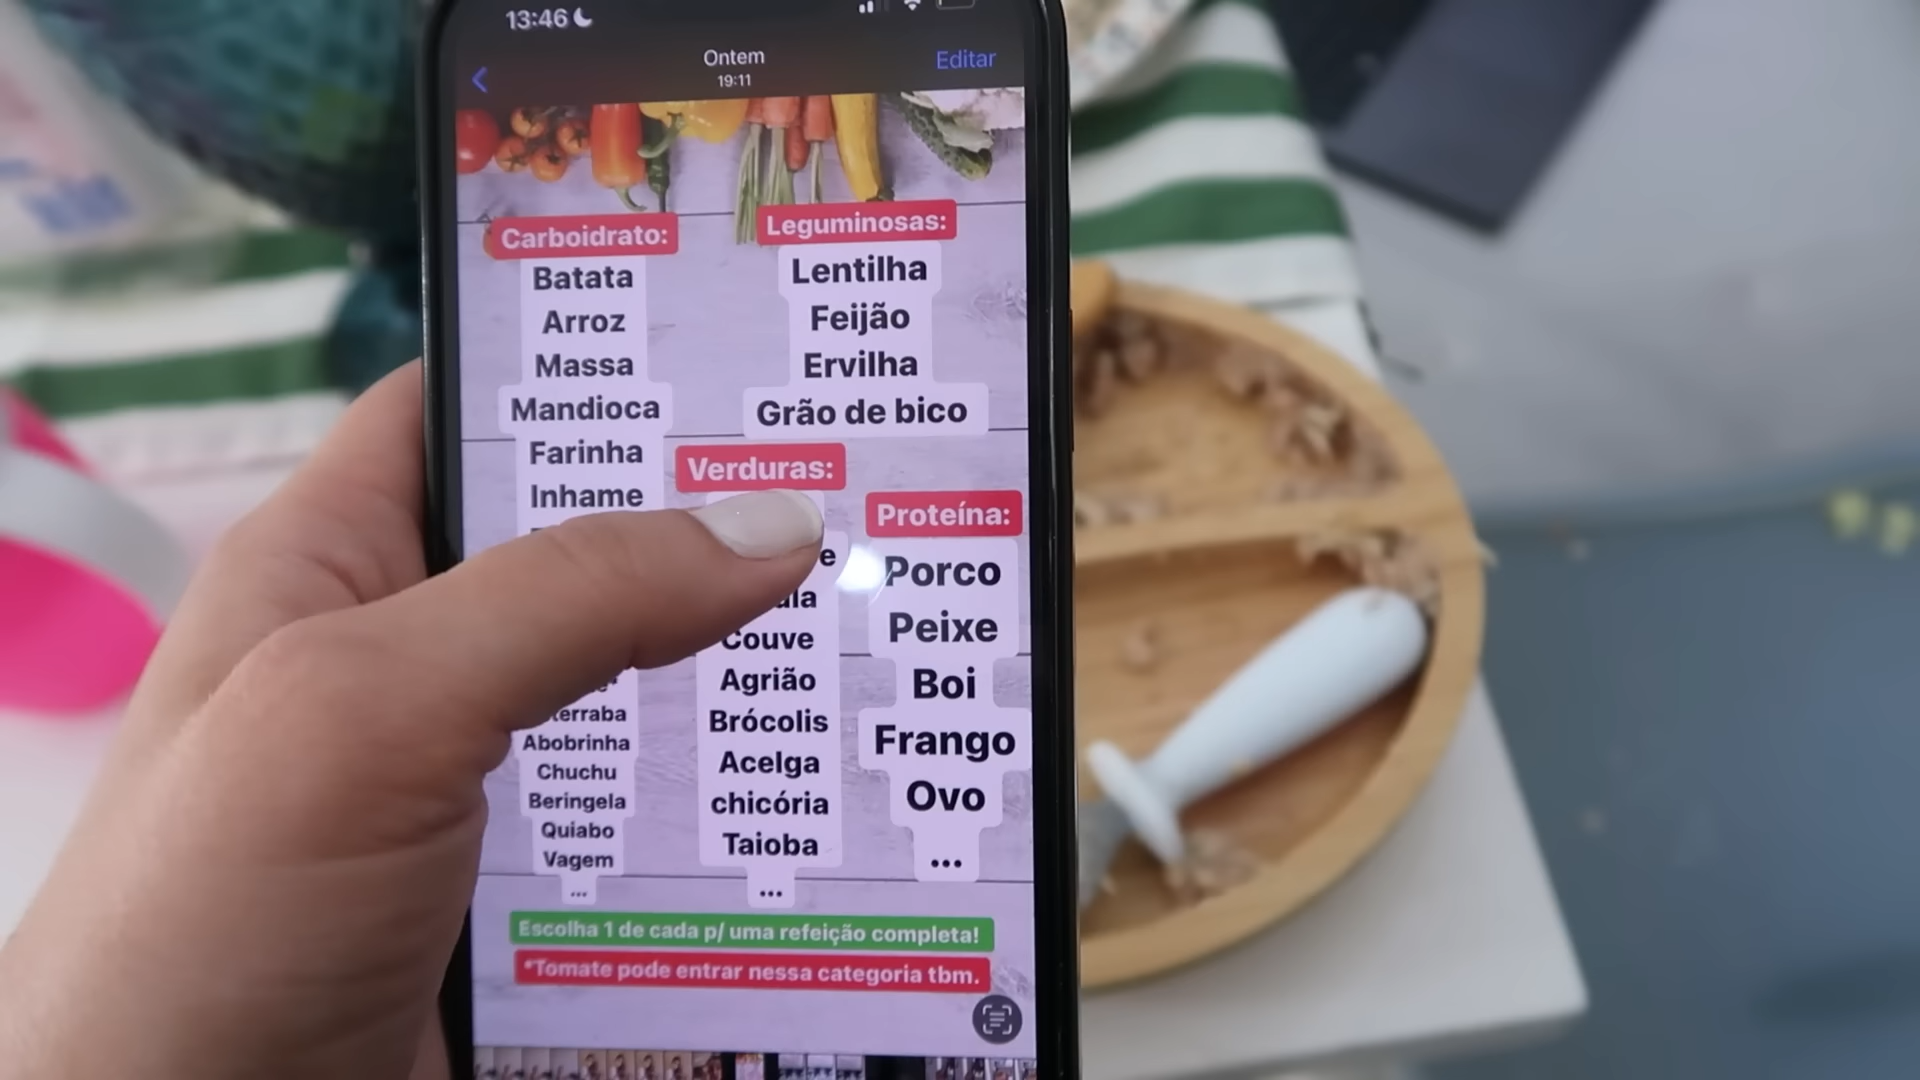 13:46
Ontem
19:11
Editar
Carboidrato:
Batata
Arroz
Massa
Mandioca
Farinha
Inhame
Abobrinha
Chuchu
Beringela
Quiabo
Vagem
...
Leguminosas:
Lentilha
Feijão
Ervilha
Grão de bico
Verduras:
Couve
Agrião
Brócolis
Acelga
chicória
Taioba
...
Proteína:
Porco
Peixe
Boi
Frango
Ovo
...
Escolha 1 de cada p/ uma refeição completa!
*Tomate pode entrar nessa categoria tbm.